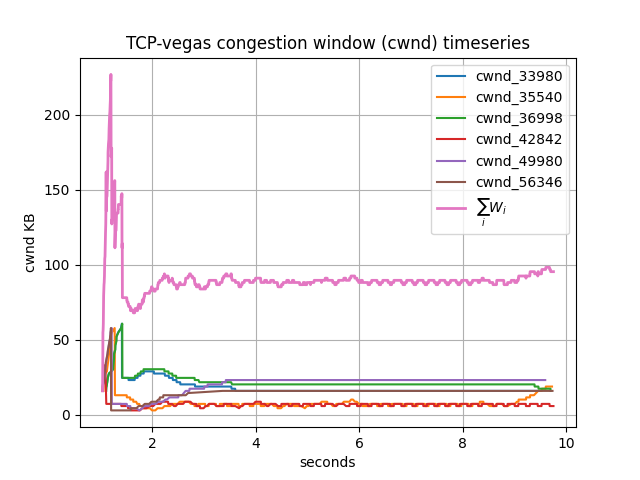 TCP-vegas congestion window (cwnd) timeseries
cwnd KB
200
150
100
50
0
2
4
6
8
10
seconds
cwnd_33980
cwnd_35540
cwnd_36998
cwnd_42842
cwnd_49980
cwnd_56346
∑ᵢ Wᵢ